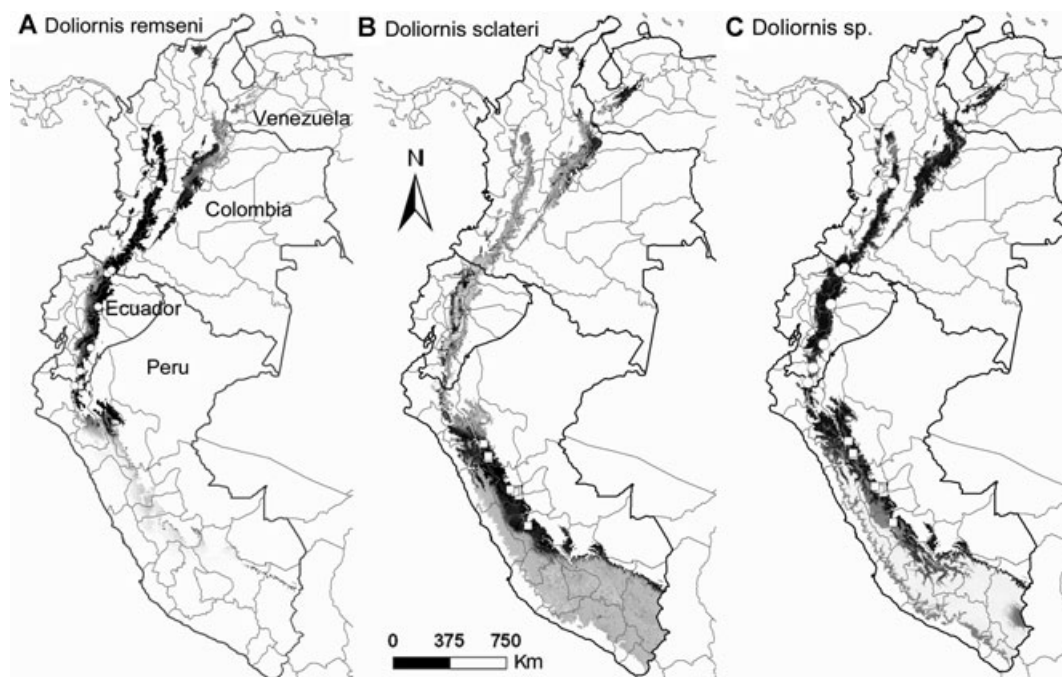 A Doliornis remseni
B Doliornis sclateri
C Doliornis sp.
Venezuela
N
Colombia
Ecuador
Peru
0 375 750
Km